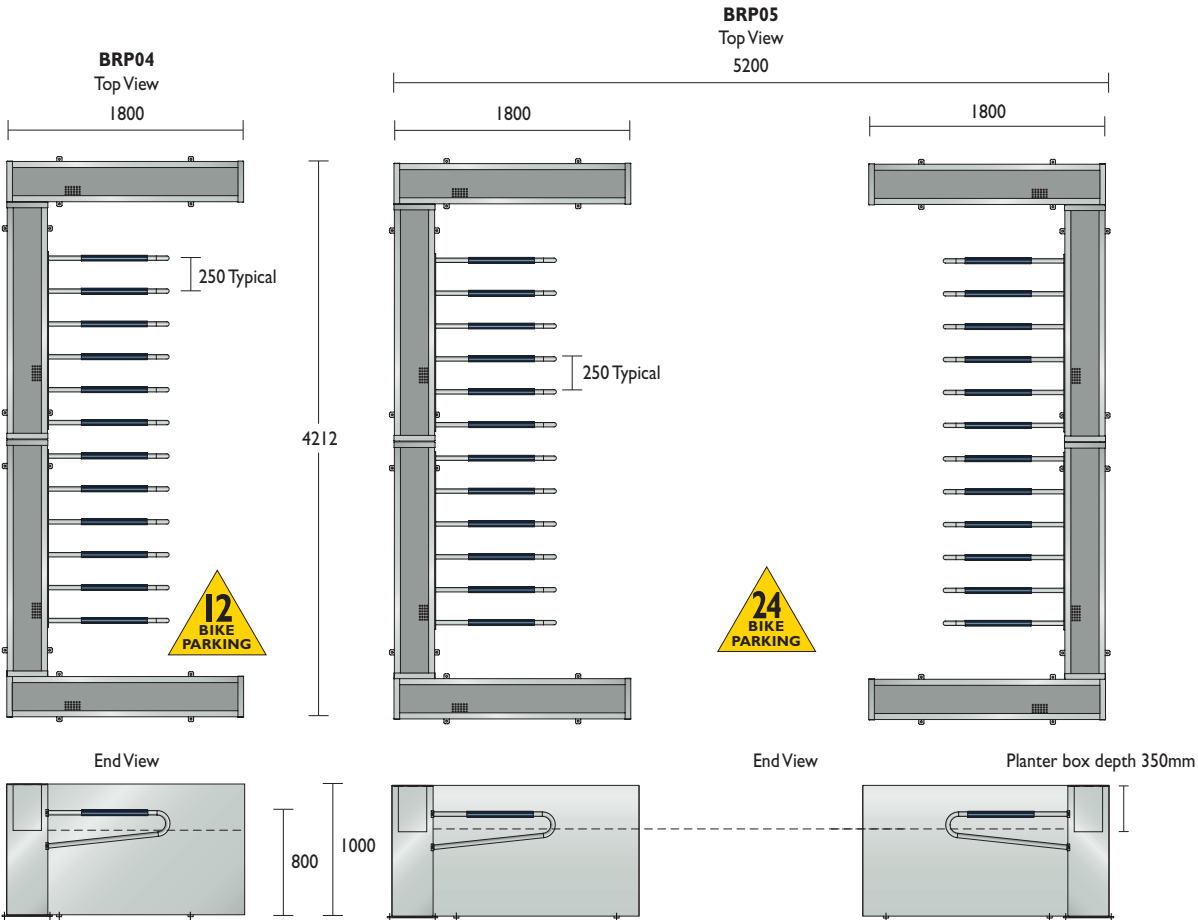 BRP04
Top View
1800
BRP05
Top View
5200
1800
1800
250 Typical
4212
250 Typical
12
BIKE
PARKING
24
BIKE
PARKING
End View
End View
Planter box depth 350mm
800
1000